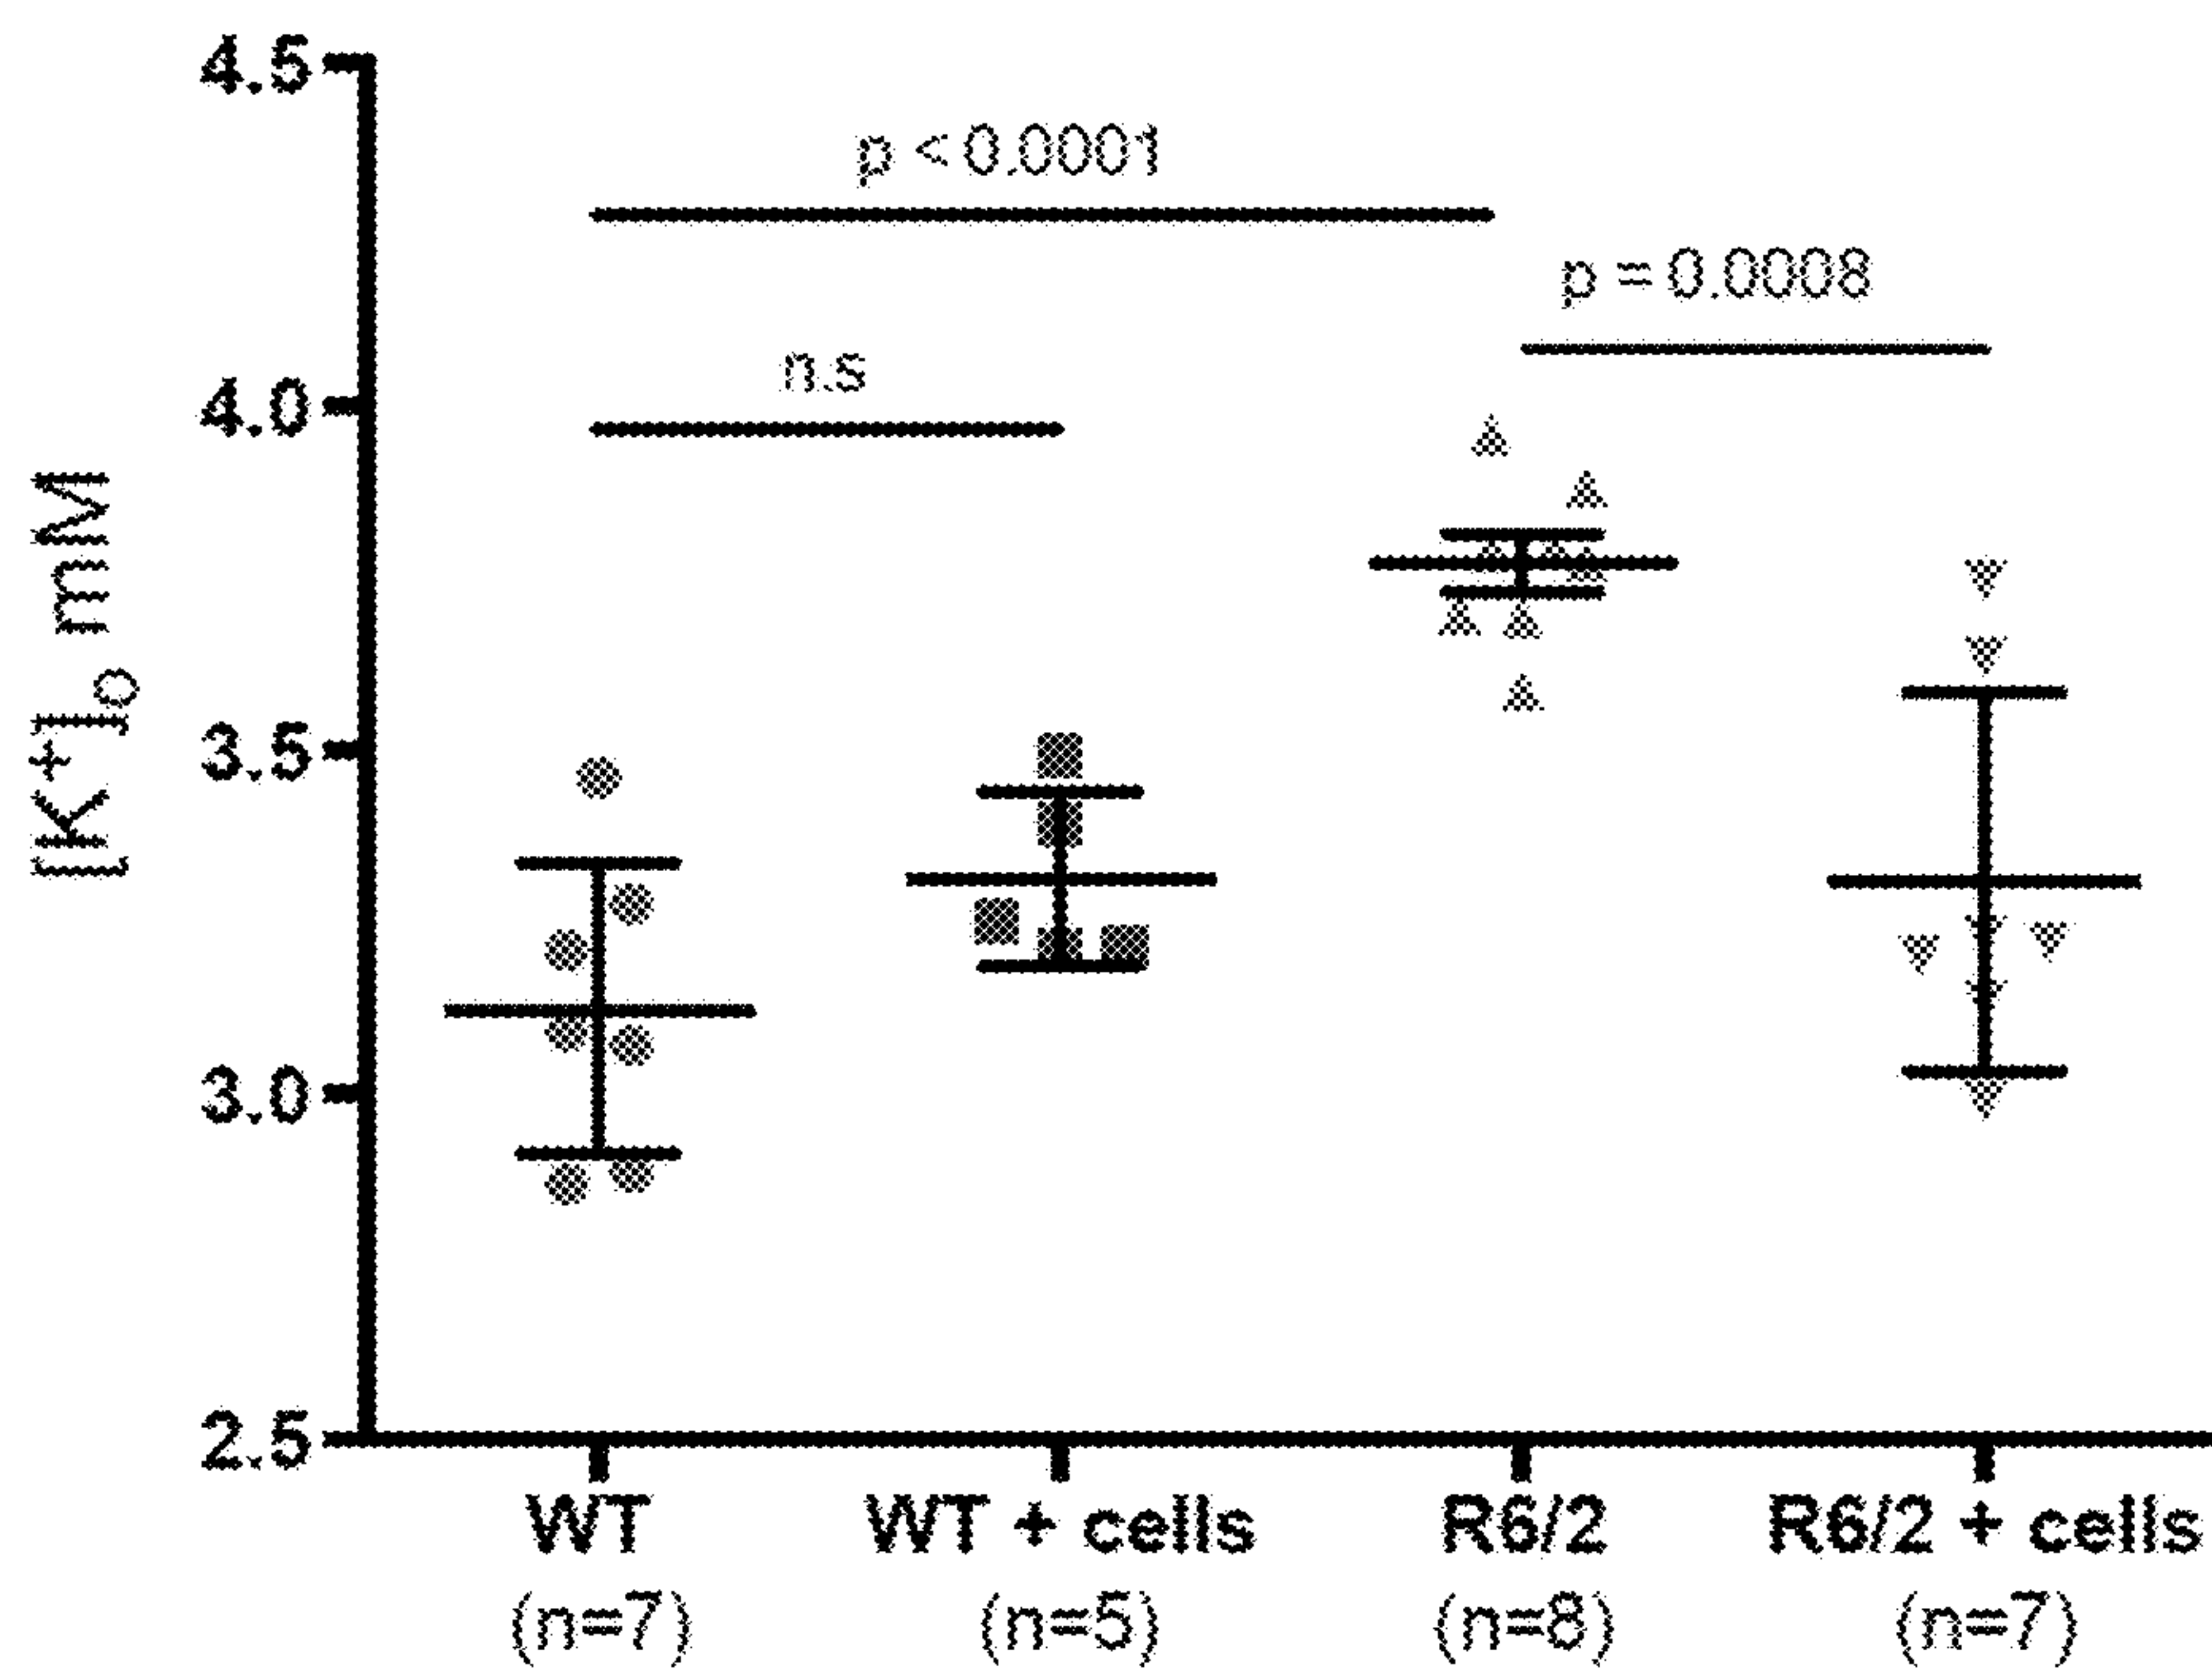 4.5
p < 0.0001
p = 0.0008
n.s
4.0
[K+]o mM
3.5
3.0
2.5
WT
WT + cells
R6/2
R6/2 + cells
(n=7)
(n=5)
(n=8)
(n=7)